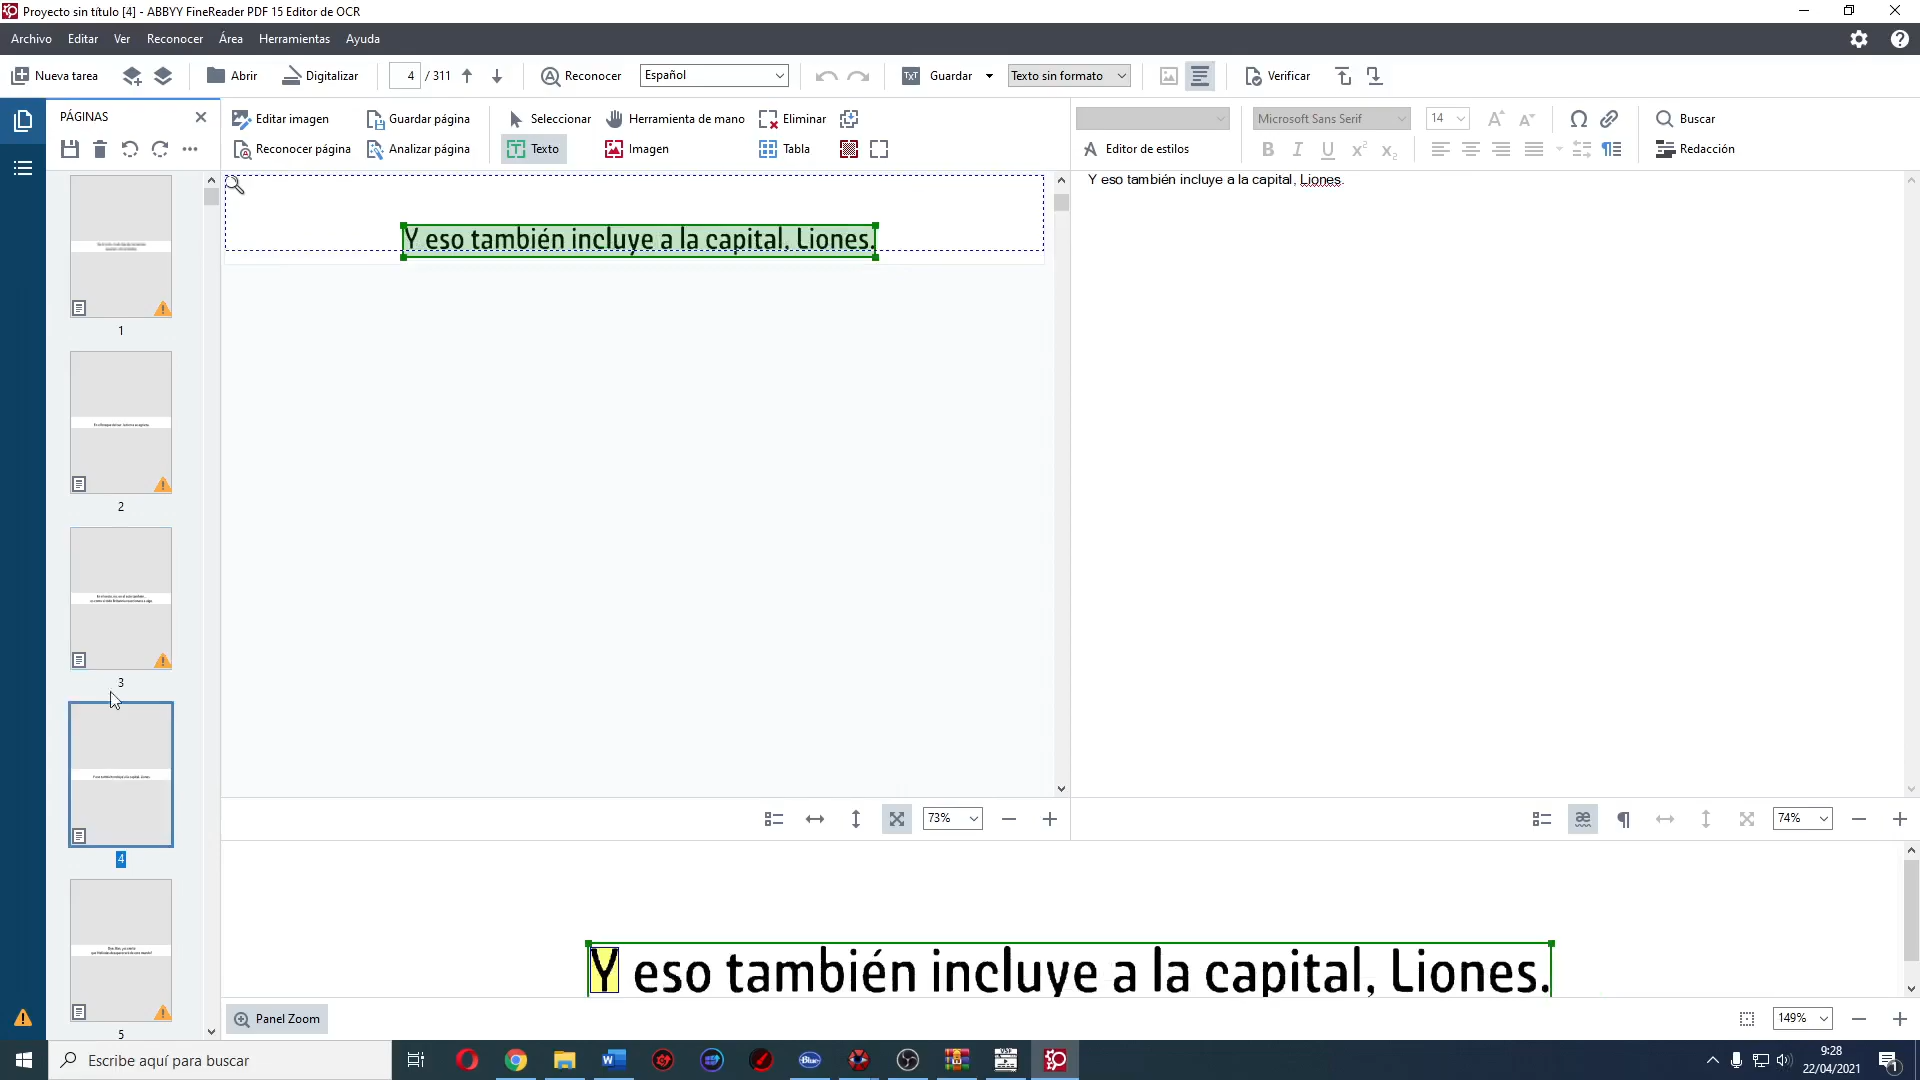 Proyecto sin título [4] - ABBYY FineReader PDF 15 Editor de OCR
Archivo Editar Ver Reconocer Área Herramientas Ayuda
Nueva tarea Abrir Digitalizar 4 / 311 Reconocer Español TXT Guardar Texto sin formato Verificar
PÁGINAS
Editar imagen Guardar página Seleccionar Herramienta de mano Eliminar
Reconocer página Analizar página Texto Imagen Tabla
Microsoft Sans Serif 14 Buscar
Editor de estilos Redacción
Y eso también incluye a la capital, Liones.
Y eso también incluye a la capital, Liones.
1
2
3
4
5
73%
74%
Y eso también incluye a la capital, Liones.
Panel Zoom
149%
Escribe aquí para buscar
9:28
22/04/2021